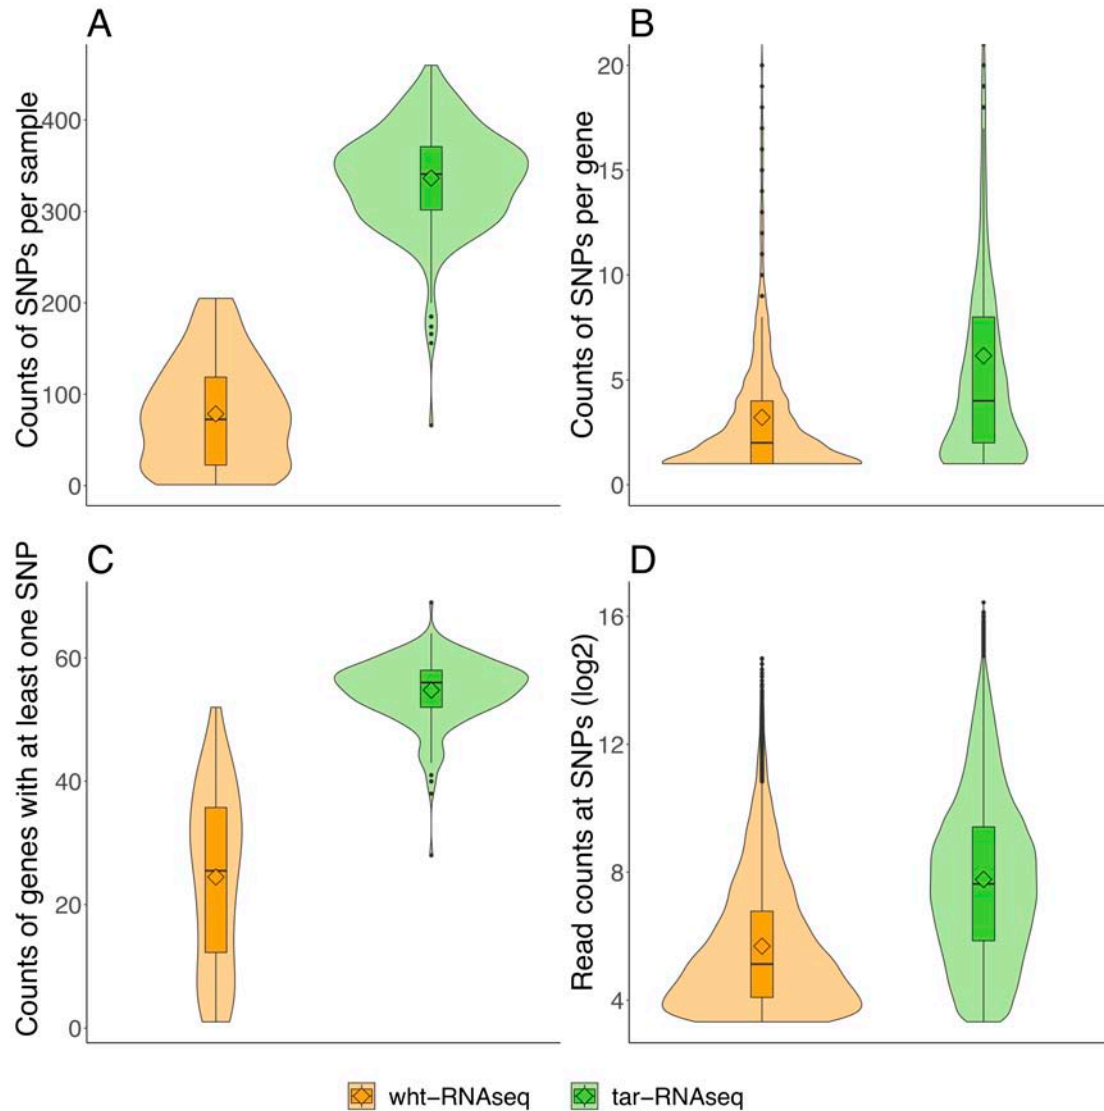 A
Counts of SNPs per sample
400
300
200
100
0
B
Counts of SNPs per gene
20
15
10
5
0
C
Counts of genes with at least one SNP
60
40
20
0
D
Read counts at SNPs (log2)
16
12
8
4
wht-RNAseq
tar-RNAseq